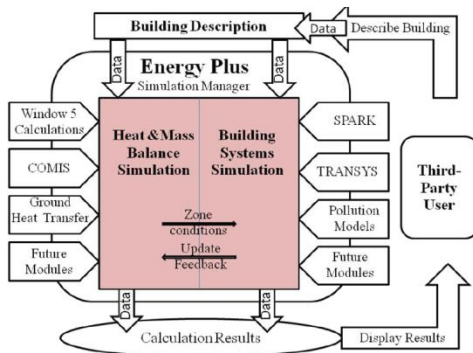 Building Description
Data
Describe Building
Data
Data
Energy Plus
Simulation Manager
Window 5
Calculations
COMIS
Ground
Heat Transfer
Future
Modules
Heat & Mass
Balance
Simulation
Building
Systems
Simulation
Zone
conditions
Update
Feedback
SPARK
TRANSYS
Pollution
Models
Future
Modules
Third-
Party
User
Data
Data
Calculation Results
Display Results